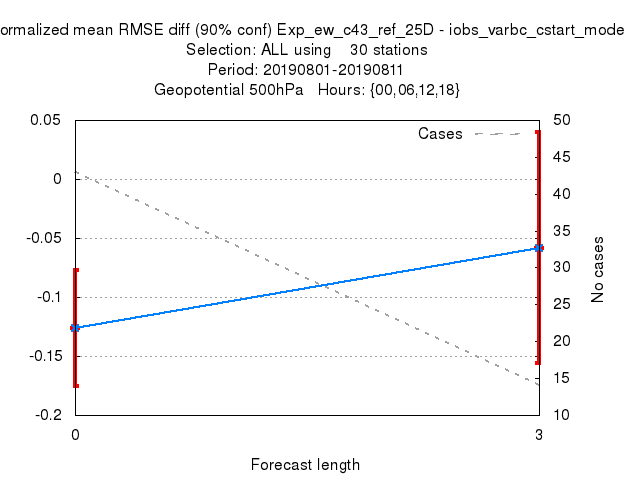 ormalized mean RMSE diff (90% conf) Exp_ew_c43_ref_25D - iobs_varbc_cstart_mode
Selection: ALL using 30 stations
Period: 20190801-20190811
Geopotential 500hPa Hours: {00,06,12,18}
0.05
0
-0.05
-0.1
-0.15
-0.2
Cases
50
45
40
35
30
25
20
15
10
No cases
0
3
Forecast length